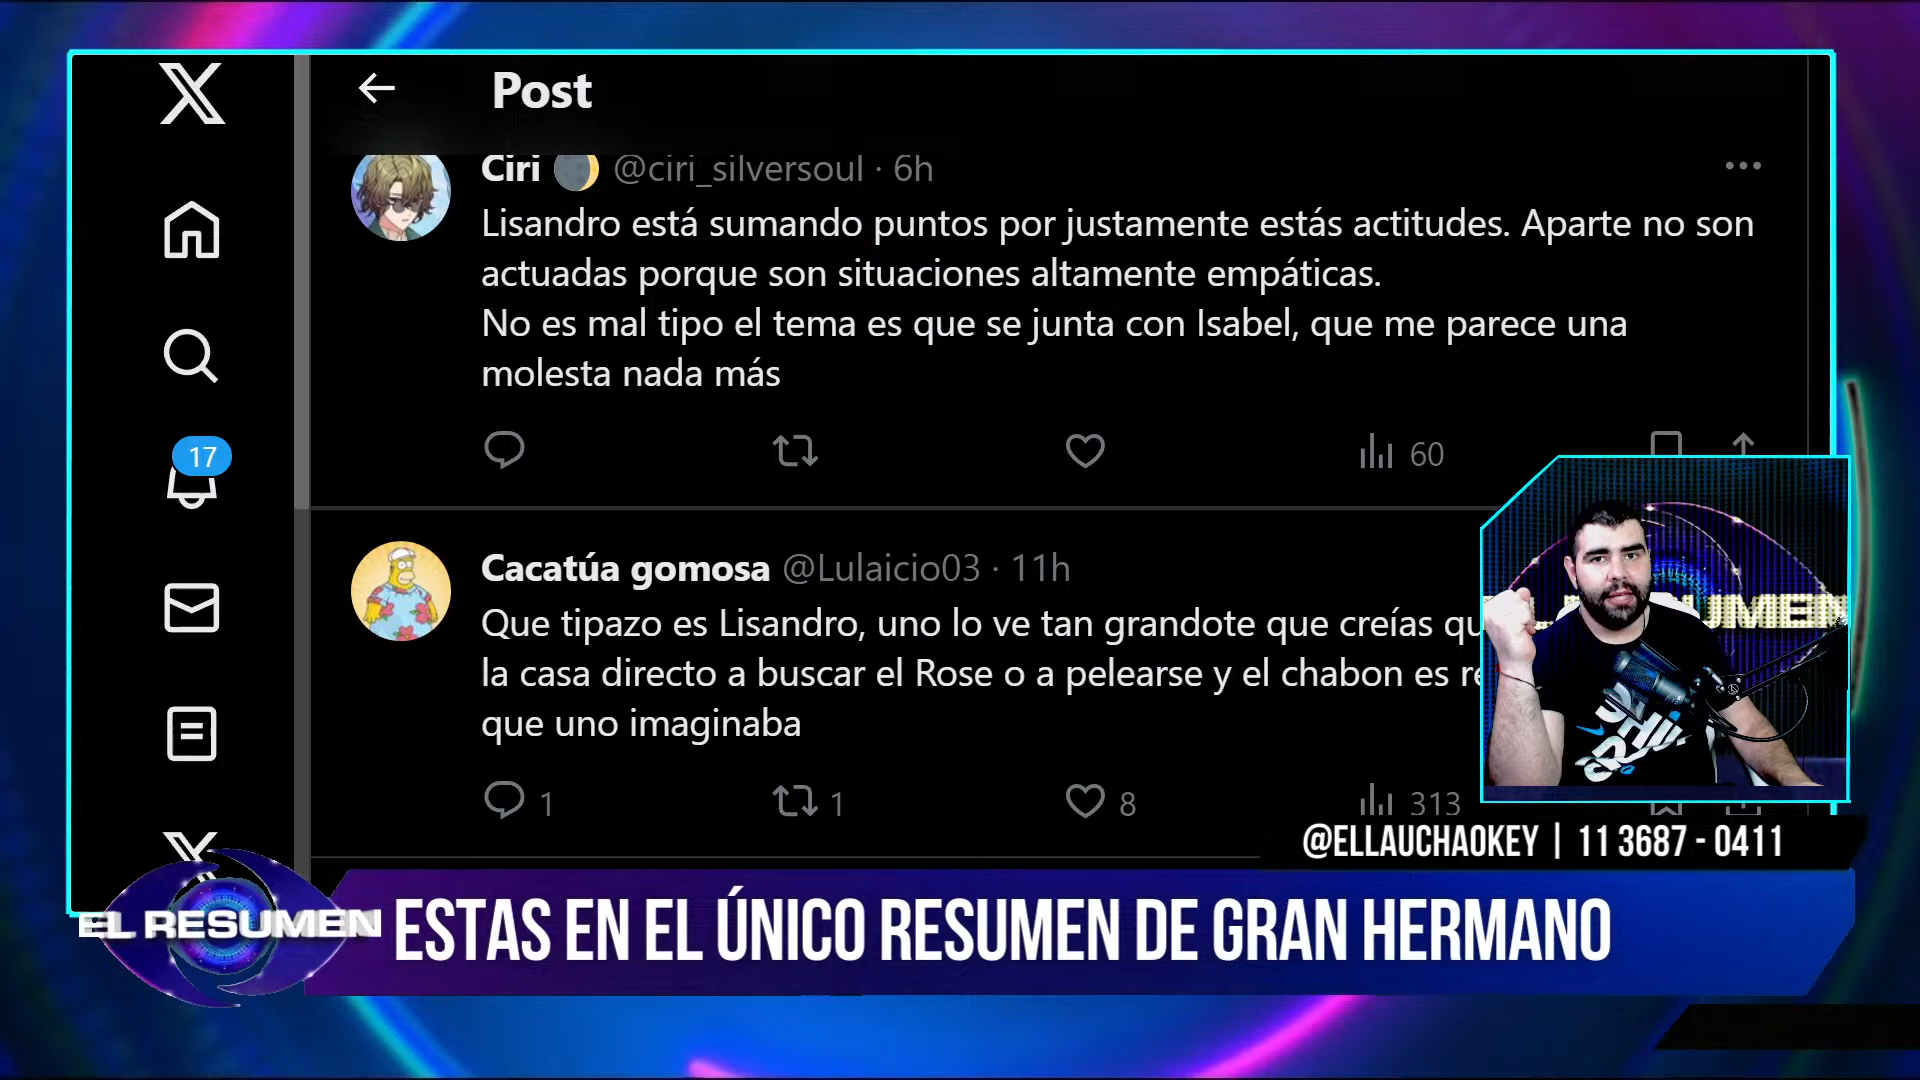 Post
Ciri @ciri_silversoul · 6h
Lisandro está sumando puntos por justamente estás actitudes. Aparte no son
actuadas porque son situaciones altamente empáticas.
No es mal tipo el tema es que se junta con Isabel, que me parece una
molesta nada más
17
60
Cacatúa gomosa @Lulaicio03 · 11h
Que tipazo es Lisandro, uno lo ve tan grandote que creías
la casa directo a buscar el Rose o a pelearse y el chabon es
que uno imaginaba
1
1
8
313
@ELLAUCHAOKEY | 11 3687 - 0411
EL RESUMEN
ESTAS EN EL ÚNICO RESUMEN DE GRAN HERMANO